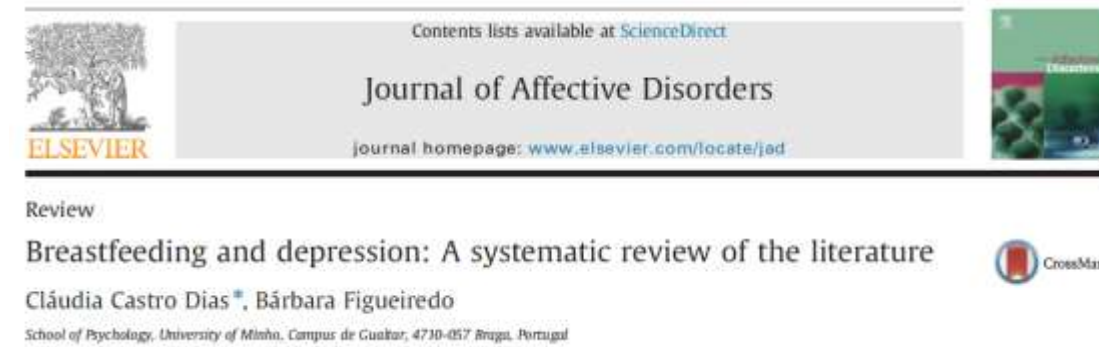 Contents lists available at ScienceDirect
Journal of Affective Disorders
journal homepage: www.elsevier.com/locate/jad
ELSEVIER
Review
Breastfeeding and depression: A systematic review of the literature
CrossMar
Cláudia Castro Dias*, Bárbara Figueiredo
School of Psychology, University of Minho, Campus de Gualtar, 4710-057 Braga, Portugal